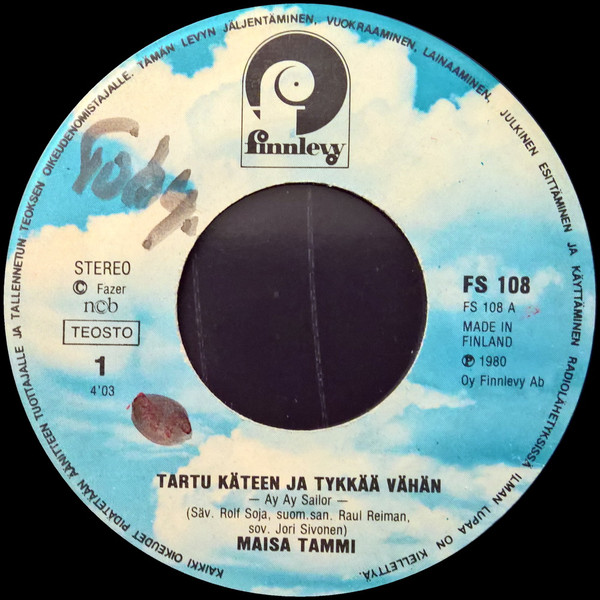 KAIKKI OIKEUDET PIDÄTETÄÄN ÄÄNITTEEN TUOTTAJALLE JA TALLENNETUN TEOKSEN OIKEUDENOMISTAJALLE. TÄMÄN LEVYN JÄLJENTÄMINEN, VUOKRAAMINEN, LAINAAMINEN, JULKINEN ESITTÄMINEN JA KÄYTTÄMINEN RADIOLÄHETYKSISSÄ ILMAN LUPAA ON KIELLETTYÄ.
finnlevy
STEREO
© Fazer
ncb
TEOSTO
1
4'03
FS 108
FS 108 A
MADE IN
FINLAND
℗ 1980
Oy Finnlevy Ab
TARTU KÄTEEN JA TYKKÄÄ VÄHÄN
— Ay Ay Sailor —
(Säv. Rolf Soja, suom.san. Raul Reiman,
sov. Jori Sivonen)
MAISA TAMMI